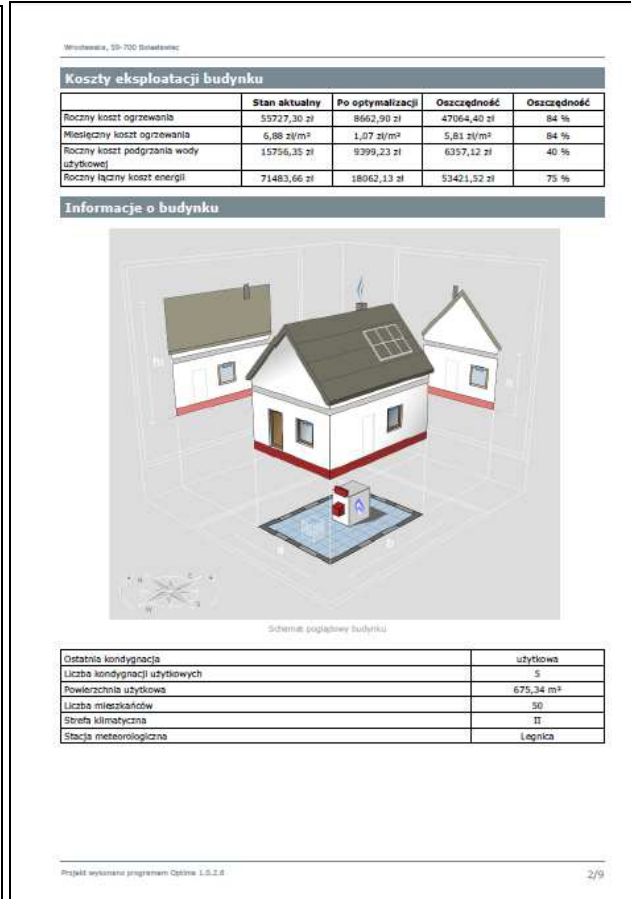 Wrocławska, 59-700 Bolesławiec
Koszty eksploatacji budynku
Stan aktualny Po optymalizacji Oszczędność Oszczędność
Roczny koszt ogrzewania 55727,30 zł 8662,90 zł 47064,40 zł 84 %
Miesięczny koszt ogrzewania 6,88 zł/m² 1,07 zł/m² 5,81 zł/m² 84 %
Roczny koszt podgrzania wody 15756,35 zł 9399,23 zł 6357,12 zł 40 %
użytkowej
Roczny łączny koszt energii 71483,66 zł 18062,13 zł 53421,52 zł 75 %
Informacje o budynku
Schemat poglądowy budynku
Ostatnia kondygnacja użytkowa
Liczba kondygnacji użytkowych 5
Powierzchnia użytkowa 675,34 m²
Liczba mieszkańców 50
Strefa klimatyczna II
Stacja meteorologiczna Legnica
Projekt wykonano programem Optima 1.0.2.8 2/9